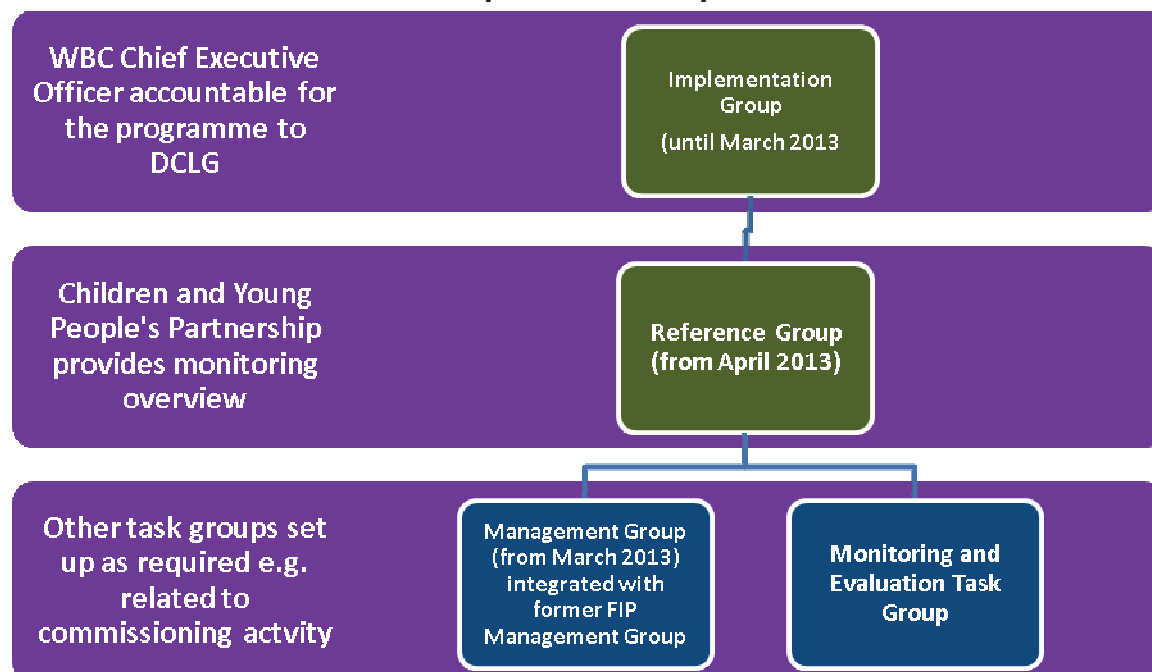 WBC Chief Executive
Officer accountable for
the programme to
DCLG
Implementation
Group
(until March 2013
Children and Young
People's Partnership
provides monitoring
overview
Reference Group
(from April 2013)
Other task groups set
up as required e.g.
related to
commissioning actvity
Management Group
(from March 2013)
integrated with
former FIP
Management Group
Monitoring and
Evaluation Task
Group